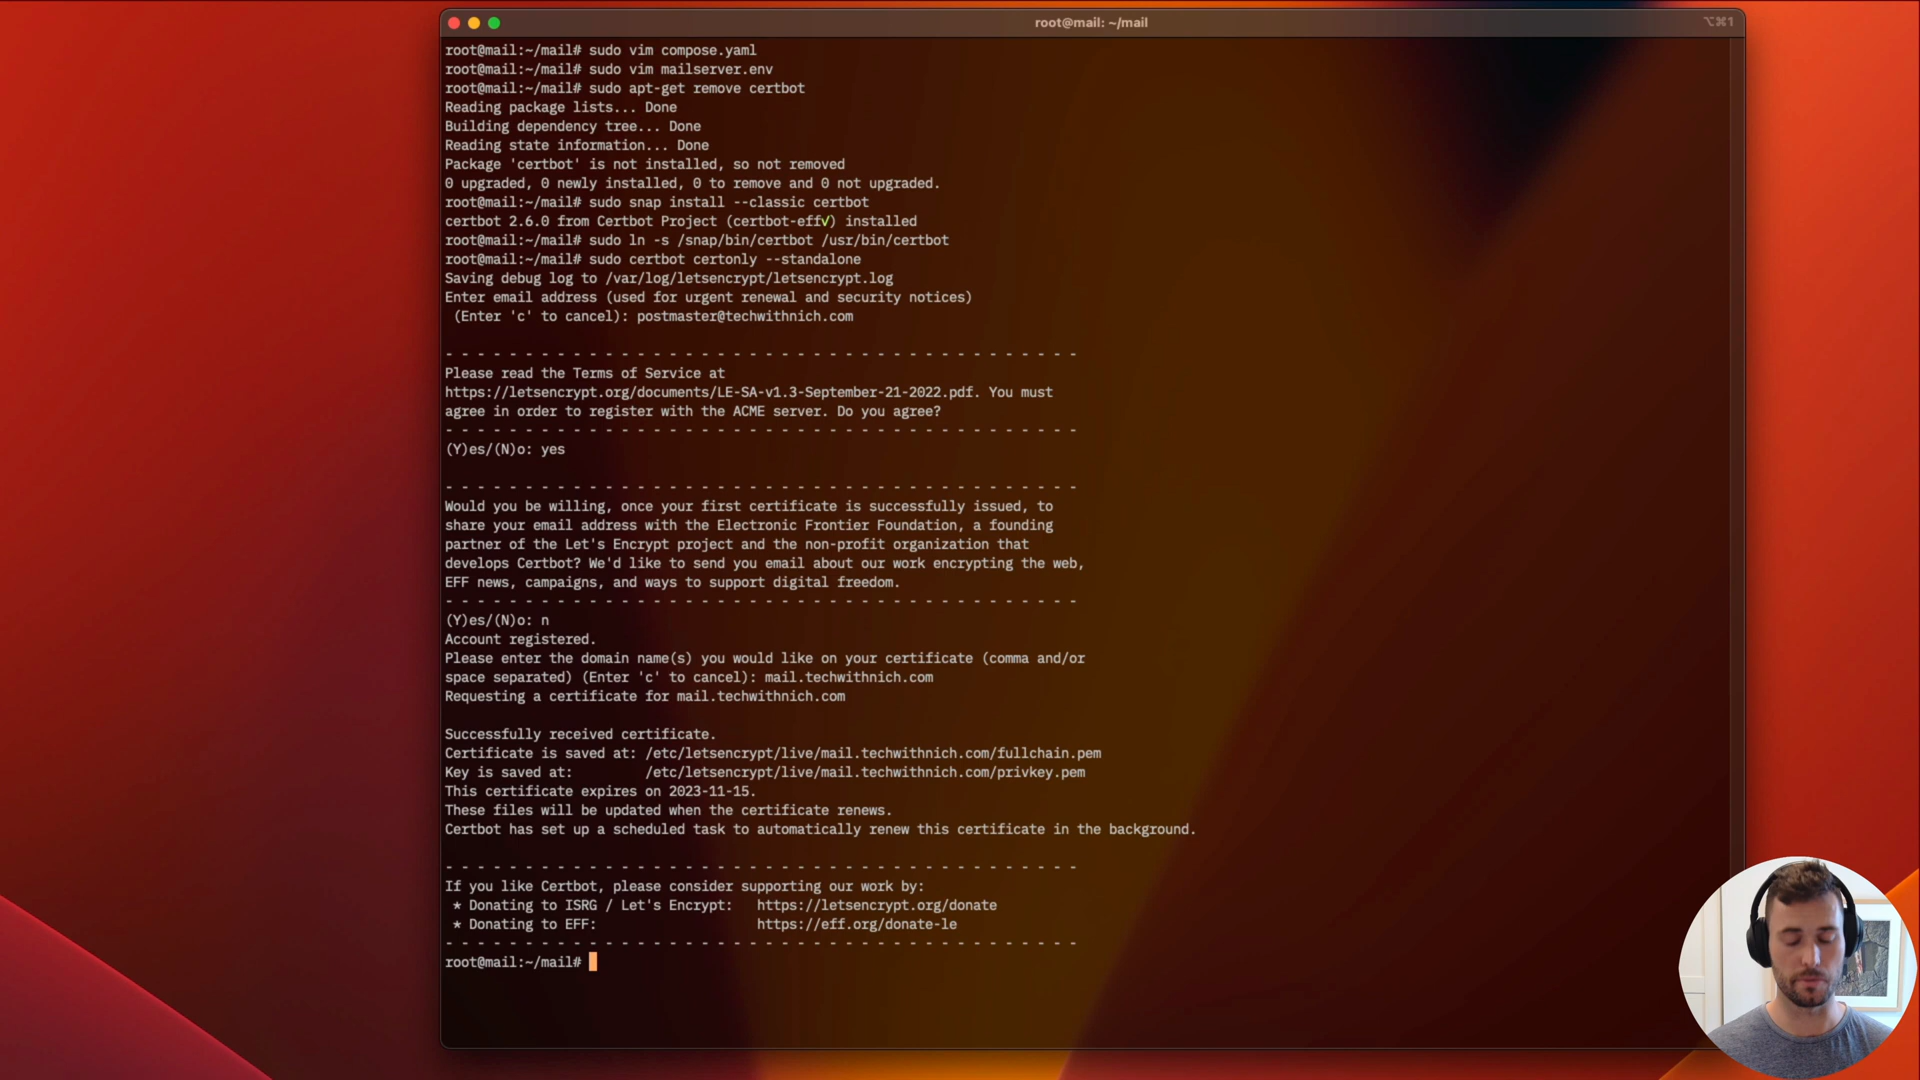 root@mail: ~/mail
⌥⌘1
root@mail:~/mail# sudo vim compose.yaml
root@mail:~/mail# sudo vim mailserver.env
root@mail:~/mail# sudo apt-get remove certbot
Reading package lists... Done
Building dependency tree... Done
Reading state information... Done
Package 'certbot' is not installed, so not removed
0 upgraded, 0 newly installed, 0 to remove and 0 not upgraded.
root@mail:~/mail# sudo snap install --classic certbot
certbot 2.6.0 from Certbot Project (certbot-eff✓) installed
root@mail:~/mail# sudo ln -s /snap/bin/certbot /usr/bin/certbot
root@mail:~/mail# sudo certbot certonly --standalone
Saving debug log to /var/log/letsencrypt/letsencrypt.log
Enter email address (used for urgent renewal and security notices)
 (Enter 'c' to cancel): postmaster@techwithnich.com
- - - - - - - - - - - - - - - - - - - - - - - - - - - - - - - - - - - - - - - -
Please read the Terms of Service at
https://letsencrypt.org/documents/LE-SA-v1.3-September-21-2022.pdf. You must
agree in order to register with the ACME server. Do you agree?
- - - - - - - - - - - - - - - - - - - - - - - - - - - - - - - - - - - - - - - -
(Y)es/(N)o: yes
- - - - - - - - - - - - - - - - - - - - - - - - - - - - - - - - - - - - - - - -
Would you be willing, once your first certificate is successfully issued, to
share your email address with the Electronic Frontier Foundation, a founding
partner of the Let's Encrypt project and the non-profit organization that
develops Certbot? We'd like to send you email about our work encrypting the web,
EFF news, campaigns, and ways to support digital freedom.
- - - - - - - - - - - - - - - - - - - - - - - - - - - - - - - - - - - - - - - -
(Y)es/(N)o: n
Account registered.
Please enter the domain name(s) you would like on your certificate (comma and/or
space separated) (Enter 'c' to cancel): mail.techwithnich.com
Requesting a certificate for mail.techwithnich.com
Successfully received certificate.
Certificate is saved at: /etc/letsencrypt/live/mail.techwithnich.com/fullchain.pem
Key is saved at:         /etc/letsencrypt/live/mail.techwithnich.com/privkey.pem
This certificate expires on 2023-11-15.
These files will be updated when the certificate renews.
Certbot has set up a scheduled task to automatically renew this certificate in the background.
- - - - - - - - - - - - - - - - - - - - - - - - - - - - - - - - - - - - - - - -
If you like Certbot, please consider supporting our work by:
 * Donating to ISRG / Let's Encrypt:   https://letsencrypt.org/donate
 * Donating to EFF:                    https://eff.org/donate-le
- - - - - - - - - - - - - - - - - - - - - - - - - - - - - - - - - - - - - - - -
root@mail:~/mail#